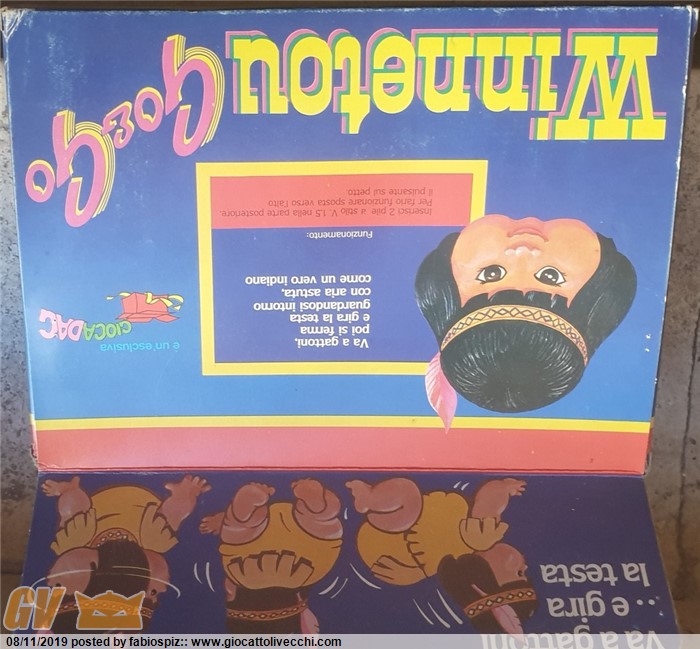 Winnetou
Go & Go
Va a gattoni,
poi si ferma
e gira la testa
guardandosi intorno
con aria astuta,
come un vero indiano
Funzionamento:
Inserisci 2 pile a stilo V. 1,5 nella parte posteriore.
Per farlo funzionare sposta verso l'alto
il pulsante sul petto.
è un'esclusiva
GIOCADAG
Va a gattoni
...e gira
la testa
GV
08/11/2019 posted by fabiospiz:: www.giocattolivecchi.com